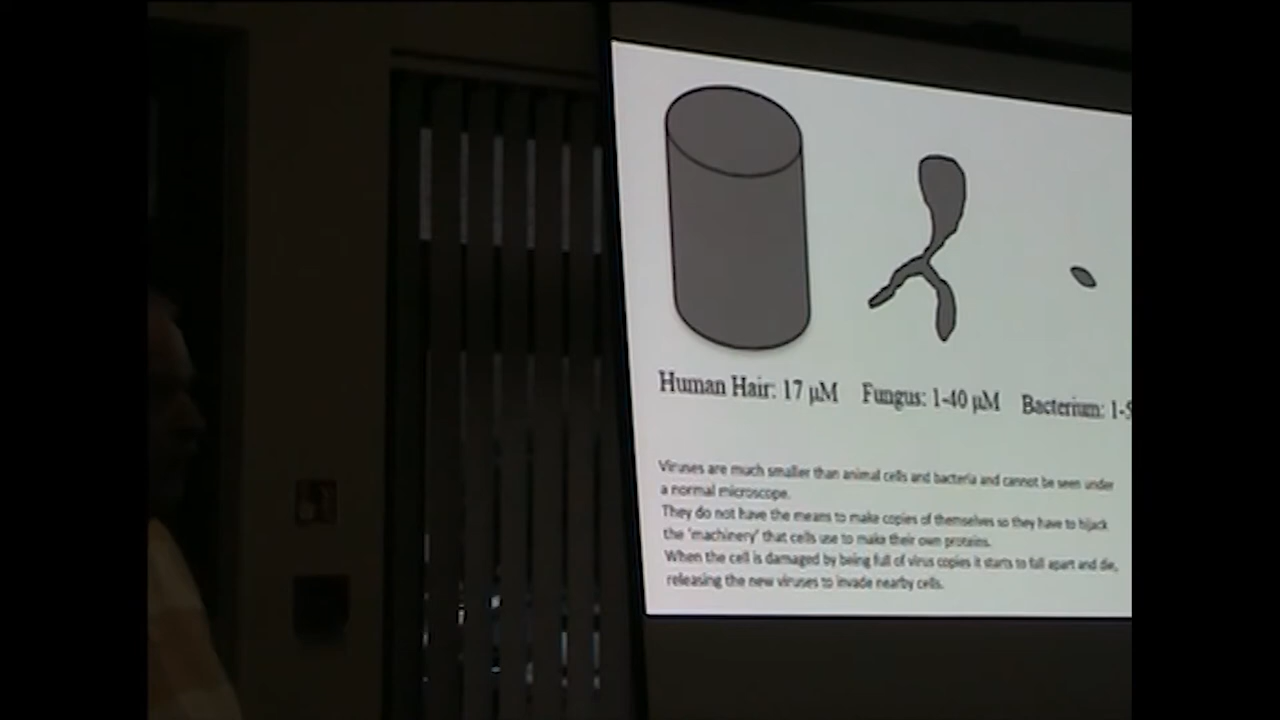 Human Hair: 17 µM Fungus: 1-40 µM Bacterium: 1-5
Viruses are much smaller than animal cells and bacteria and cannot be seen under
a normal microscope.
They do not have the means to make copies of themselves so they have to hijack
the 'machinery' that cells use to make their own proteins.
When the cell is damaged by being full of virus copies it starts to fall apart and die,
releasing the new viruses to invade nearby cells.